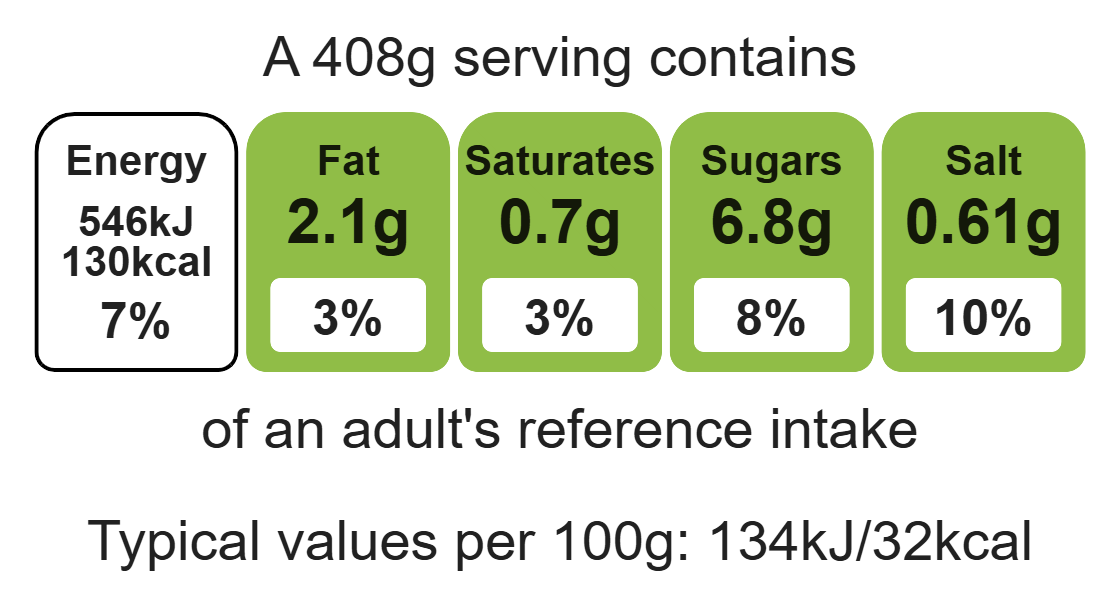 A 408g serving contains
Energy
546kJ
130kcal
7%
Fat
2.1g
3%
Saturates
0.7g
3%
Sugars
6.8g
8%
Salt
0.61g
10%
of an adult's reference intake
Typical values per 100g: 134kJ/32kcal